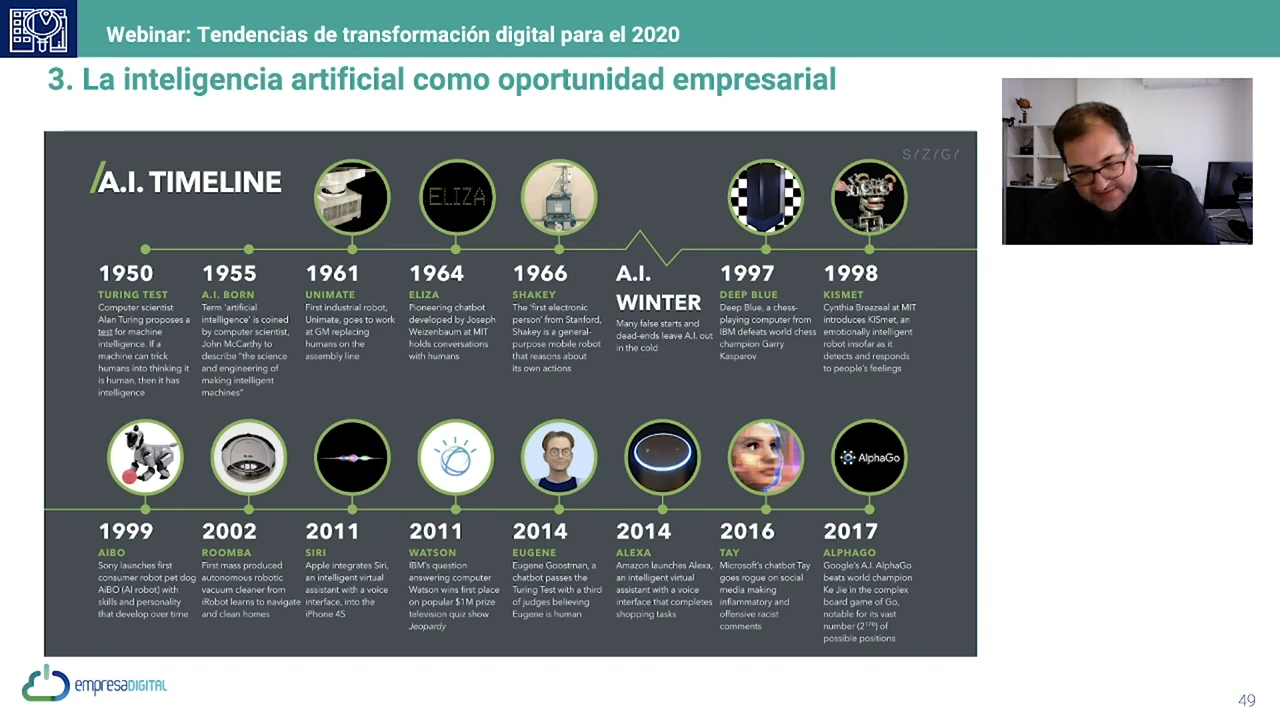 Webinar: Tendencias de transformación digital para el 2020
3. La inteligencia artificial como oportunidad empresarial
SYZYGY
/A.I. TIMELINE
ELIZA
1950
TURING TEST
Computer scientist
Alan Turing proposes a
test for machine
intelligence. If a
machine can trick
humans into thinking it
is human, then it has
intelligence
1955
A.I. BORN
Term 'artificial
intelligence' is coined
by computer scientist,
John McCarthy to
describe "the science
and engineering of
making intelligent
machines"
1961
UNIMATE
First industrial robot,
Unimate, goes to work
at GM replacing
humans on the
assembly line
1964
ELIZA
Pioneering chatbot
developed by Joseph
Weizenbaum at MIT
holds conversations
with humans
1966
SHAKEY
The 'first electronic
person' from Stanford,
Shakey is a general-
purpose mobile robot
that reasons about
its own actions
A.I.
WINTER
Many false starts and
dead-ends leave A.I. out
in the cold
1997
DEEP BLUE
Deep Blue, a chess-
playing computer from
IBM defeats world chess
champion Garry
Kasparov
1998
KISMET
Cynthia Breazeal at MIT
introduces KISmet, an
emotionally intelligent
robot insofar as it
detects and responds
to people's feelings
AlphaGo
1999
AIBO
Sony launches first
consumer robot pet dog
AiBO (AI robot) with
skills and personality
that develop over time
2002
ROOMBA
First mass produced
autonomous robotic
vacuum cleaner from
iRobot learns to navigate
and clean homes
2011
SIRI
Apple integrates Siri,
an intelligent virtual
assistant with a voice
interface, into the
iPhone 4S
2011
WATSON
IBM's question
answering computer
Watson wins first place
on popular $1M prize
television quiz show
Jeopardy
2014
EUGENE
Eugene Goostman, a
chatbot passes the
Turing Test with a third
of judges believing
Eugene is human
2014
ALEXA
Amazon launches Alexa,
an intelligent virtual
assistant with a voice
interface that completes
shopping tasks
2016
TAY
Microsoft's chatbot Tay
goes rogue on social
media making
inflammatory and
offensive racist
comments
2017
ALPHAGO
Google's A.I. AlphaGo
beats world champion
Ke Jie in the complex
board game of Go,
notable for its vast
number (2¹⁷⁰) of
possible positions
empresaDIGITAL
49